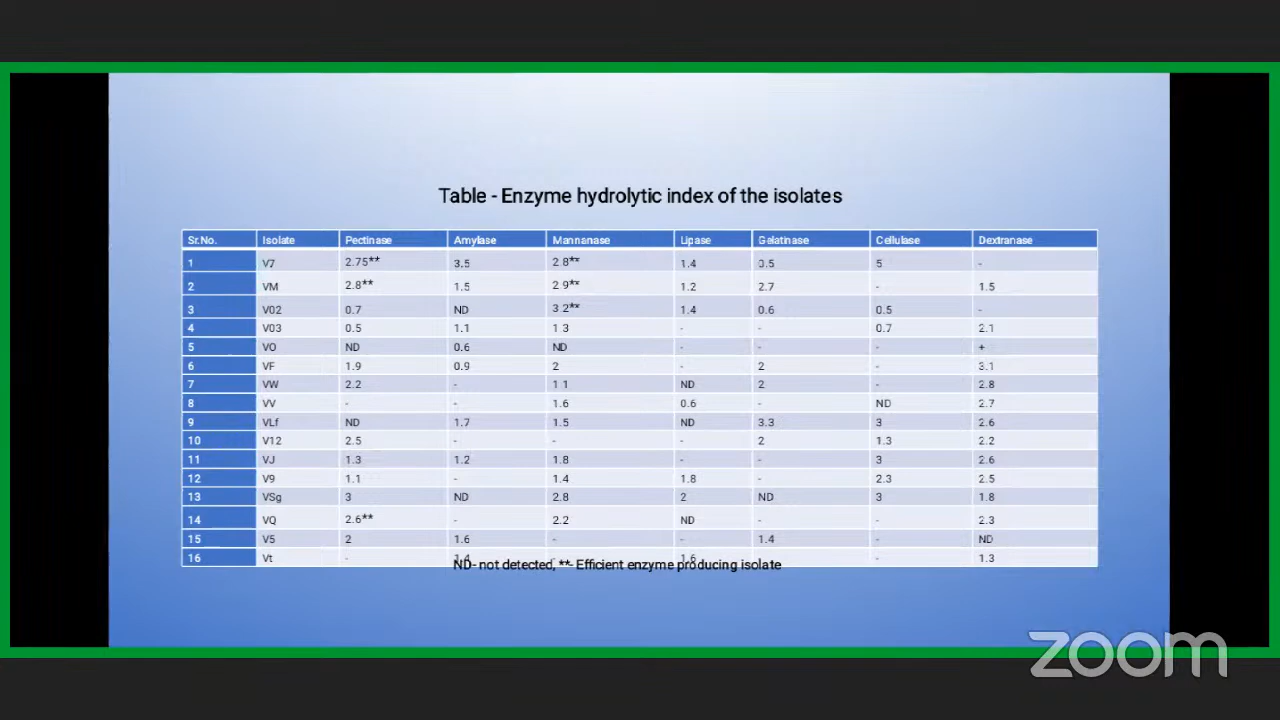 Table - Enzyme hydrolytic index of the isolates
Sr.No. Isolate Pectinase Amylase Mannanase Lipase Gelatinase Cellulase Dextranase
1 V7 2.75** 3.5 2.8** 1.4 5 -
2 VM 2.8** 1.5 2.9** 1.2 2.7 - 1.5
3 V02 0.7 ND 3.2** 1.4 0.6 0.5 -
4 V03 0.5 1.1 1.3 - - 0.7 2.1
5 VO ND 0.6 ND - - - +
6 VF 1.9 0.9 2 - 2 - 3.1
7 VW 2.2 - 1.1 ND 2 - 2.8
8 VV - - 1.6 0.6 - ND 2.7
9 VLf ND 1.7 1.5 ND 3.3 3 2.6
10 V12 2.5 - - - 2 1.3 2.2
11 VJ 1.3 1.2 1.8 - - 3 2.6
12 V9 1.1 - 1.4 1.8 - 2.3 2.5
13 VSg 3 ND 2.8 2 ND 3 1.8
14 VQ 2.6** - 2.2 ND - - 2.3
15 V5 2 1.6 - - 1.4 - ND
16 Vt - 1.4 - 1.6 - - 1.3
ND- not detected, **- Efficient enzyme producing isolate
zoom